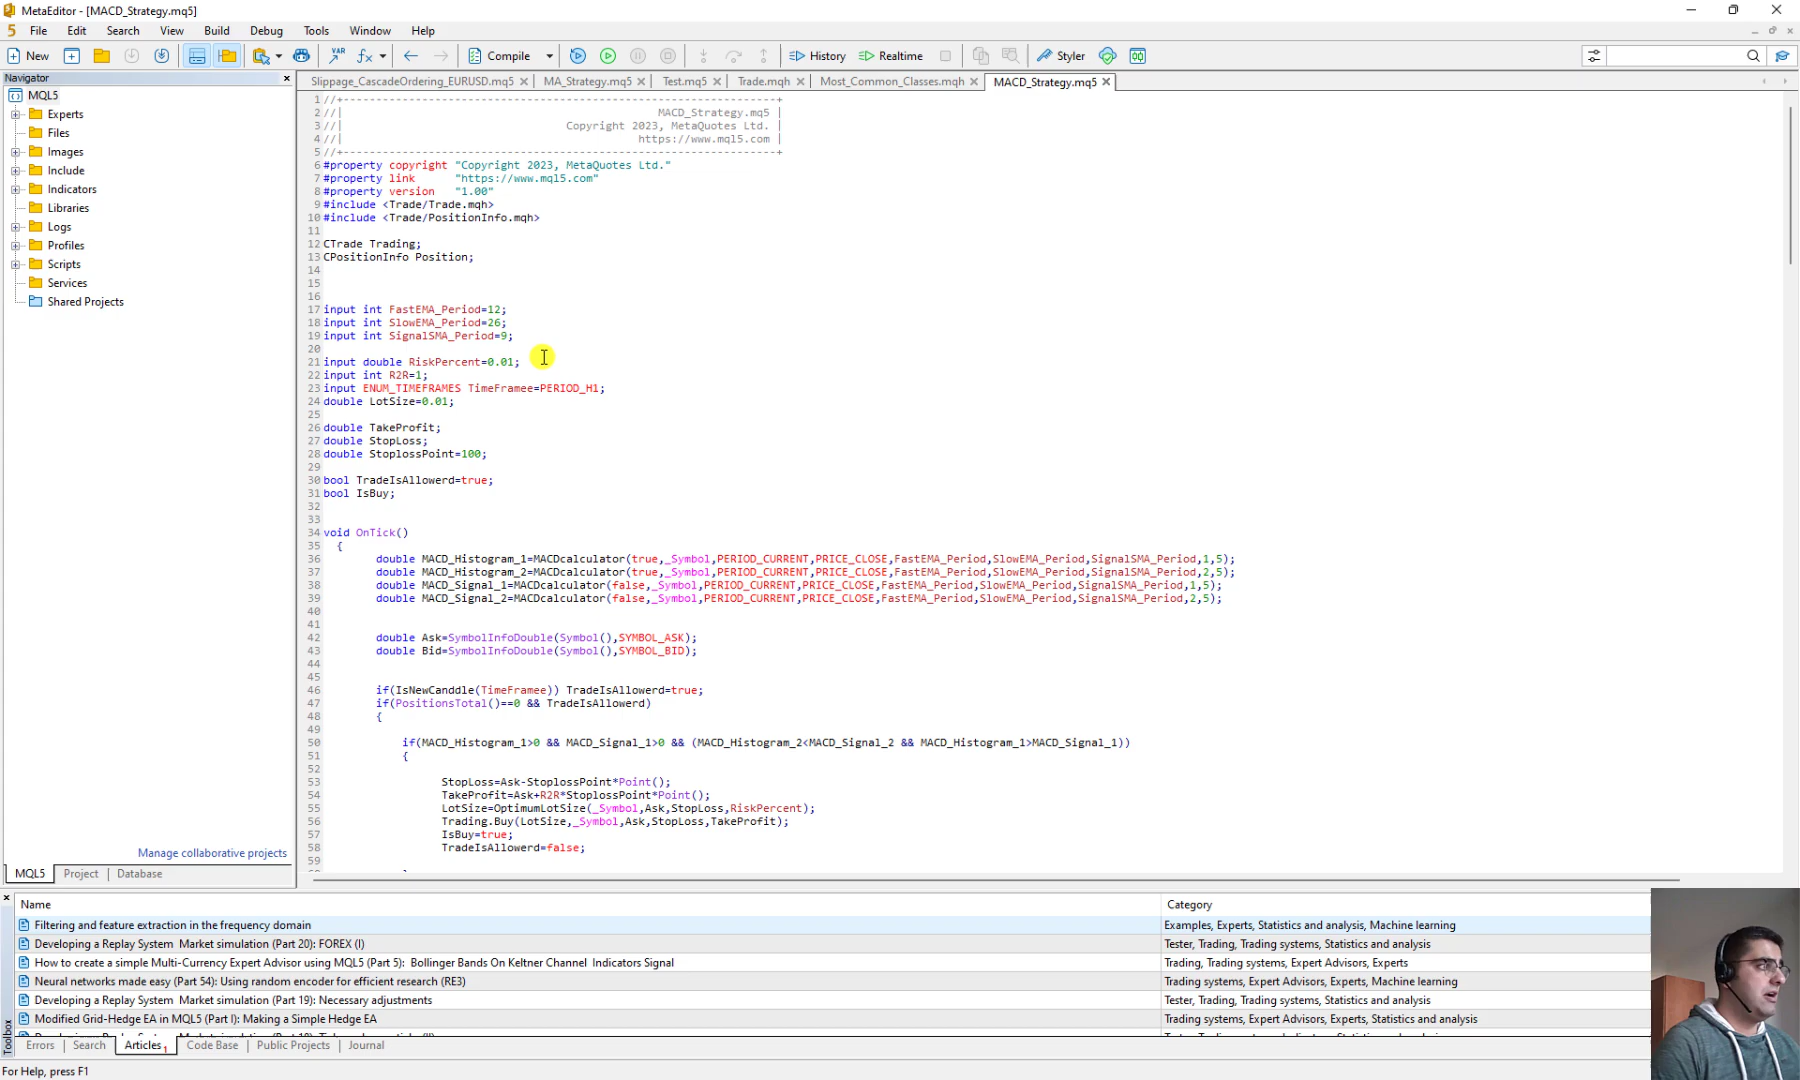 MetaEditor - [MACD_Strategy.mq5]
File Edit Search View Build Debug Tools Window Help
New Compile History Realtime Styler
Navigator
Slippage_CascadeOrdering_EURUSD.mq5 MA_Strategy.mq5 Test.mq5 Trade.mqh Most_Common_Classes.mqh MACD_Strategy.mq5
MQL5
Experts
Files
Images
Include
Indicators
Libraries
Logs
Profiles
Scripts
Services
Shared Projects
Manage collaborative projects
MQL5 Project Database
1 //+------------------------------------------------------------------+
2 //| MACD_Strategy.mq5 |
3 //| Copyright 2023, MetaQuotes Ltd. |
4 //| https://www.mql5.com |
5 //+------------------------------------------------------------------+
6 #property copyright "Copyright 2023, MetaQuotes Ltd."
7 #property link "https://www.mql5.com"
8 #property version "1.00"
9 #include <Trade/Trade.mqh>
10 #include <Trade/PositionInfo.mqh>
11
12 CTrade Trading;
13 CPositionInfo Position;
14
15
16
17 input int FastEMA_Period=12;
18 input int SlowEMA_Period=26;
19 input int SignalSMA_Period=9;
20
21 input double RiskPercent=0.01;
22 input int R2R=1;
23 input ENUM_TIMEFRAMES TimeFramee=PERIOD_H1;
24 double LotSize=0.01;
25
26 double TakeProfit;
27 double StopLoss;
28 double StoplossPoint=100;
29
30 bool TradeIsAllowerd=true;
31 bool IsBuy;
32
33
34 void OnTick()
35 {
36 double MACD_Histogram_1=MACDcalculator(true,_Symbol,PERIOD_CURRENT,PRICE_CLOSE,FastEMA_Period,SlowEMA_Period,SignalSMA_Period,1,5);
37 double MACD_Histogram_2=MACDcalculator(true,_Symbol,PERIOD_CURRENT,PRICE_CLOSE,FastEMA_Period,SlowEMA_Period,SignalSMA_Period,2,5);
38 double MACD_Signal_1=MACDcalculator(false,_Symbol,PERIOD_CURRENT,PRICE_CLOSE,FastEMA_Period,SlowEMA_Period,SignalSMA_Period,1,5);
39 double MACD_Signal_2=MACDcalculator(false,_Symbol,PERIOD_CURRENT,PRICE_CLOSE,FastEMA_Period,SlowEMA_Period,SignalSMA_Period,2,5);
40
41
42 double Ask=SymbolInfoDouble(Symbol(),SYMBOL_ASK);
43 double Bid=SymbolInfoDouble(Symbol(),SYMBOL_BID);
44
45
46 if(IsNewCanddle(TimeFramee)) TradeIsAllowerd=true;
47 if(PositionsTotal()==0 && TradeIsAllowerd)
48 {
49
50 if(MACD_Histogram_1>0 && MACD_Signal_1>0 && (MACD_Histogram_2<MACD_Signal_2 && MACD_Histogram_1>MACD_Signal_1))
51 {
52
53 StopLoss=Ask-StoplossPoint*Point();
54 TakeProfit=Ask+R2R*StoplossPoint*Point();
55 LotSize=OptimumLotSize(_Symbol,Ask,StopLoss,RiskPercent);
56 Trading.Buy(LotSize,_Symbol,Ask,StopLoss,TakeProfit);
57 IsBuy=true;
58 TradeIsAllowerd=false;
59
Name Category
Filtering and feature extraction in the frequency domain Examples, Experts, Statistics and analysis, Machine learning
Developing a Replay System Market simulation (Part 20): FOREX (I) Tester, Trading, Trading systems, Statistics and analysis
How to create a simple Multi-Currency Expert Advisor using MQL5 (Part 5): Bollinger Bands On Keltner Channel Indicators Signal Trading, Trading systems, Expert Advisors, Experts
Neural networks made easy (Part 54): Using random encoder for efficient research (RE3) Trading systems, Expert Advisors, Experts, Machine learning
Developing a Replay System Market simulation (Part 19): Necessary adjustments Tester, Trading, Trading systems, Statistics and analysis
Modified Grid-Hedge EA in MQL5 (Part I): Making a Simple Hedge EA Trading systems, Expert Advisors, Experts, Statistics and analysis
Toolbox
Errors Search Articles 1 Code Base Public Projects Journal
For Help, press F1